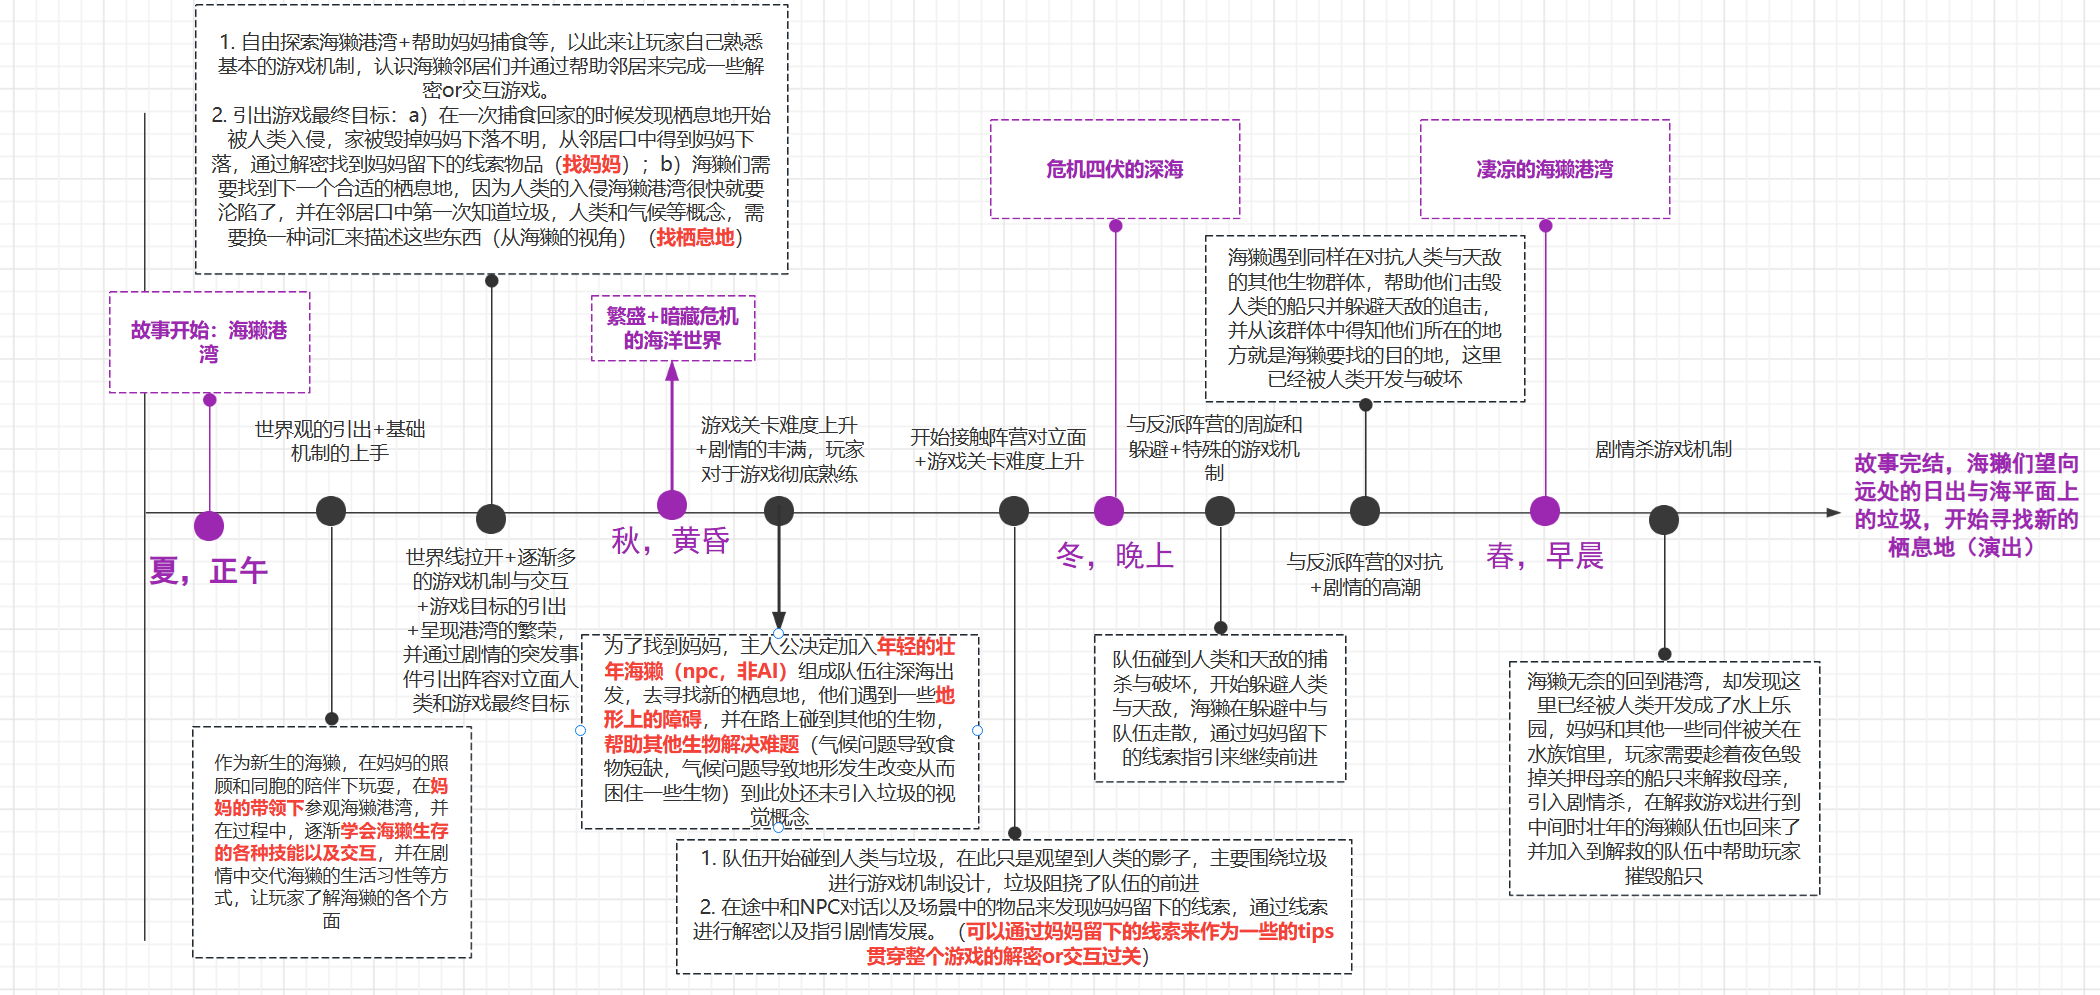 1. 自由探索海獭港湾+帮助妈妈捕食等，以此来让玩家自己熟悉
基本的游戏机制，认识海獭邻居们并通过帮助邻居来完成一些解
密or交互游戏。
2. 引出游戏最终目标：a）在一次捕食回家的时候发现栖息地开始
被人类入侵，家被毁掉妈妈下落不明，从邻居口中得到妈妈下
落，通过解密找到妈妈留下的线索物品（找妈妈）；b）海獭们需
要找到下一个合适的栖息地，因为人类的入侵海獭港湾很快就要
沦陷了，并在邻居口中第一次知道垃圾，人类和气候等概念，需
要换一种词汇来描述这些东西（从海獭的视角）（找栖息地）
故事开始：海獭港
湾
世界观的引出+基础
机制的上手
夏，正午
作为新生的海獭，在妈妈的照
顾和同胞的陪伴下玩耍，在妈
妈的带领下参观海獭港湾，并
在过程中，逐渐学会海獭生存
的各种技能以及交互，并在剧
情中交代海獭的生活习性等方
式，让玩家了解海獭的各个方
面
世界线拉开+逐渐多
的游戏机制与交互
+游戏目标的引出
+呈现港湾的繁荣，
并通过剧情的突发事
件引出阵容对立面人
类和游戏最终目标
繁盛+暗藏危机
的海洋世界
秋，黄昏
游戏关卡难度上升
+剧情的丰满，玩家
对于游戏彻底熟练
为了找到妈妈，主人公决定加入年轻的壮
年海獭（npc，非AI）组成队伍往深海出
发，去寻找新的栖息地，他们遇到一些地
形上的障碍，并在路上碰到其他的生物，
帮助其他生物解决难题（气候问题导致食
物短缺，气候问题导致地形发生改变从而
困住一些生物）到此处还未引入垃圾的视
觉概念
开始接触阵营对立面
+游戏关卡难度上升
1. 队伍开始碰到人类与垃圾，在此只是观望到人类的影子，主要围绕垃圾
进行游戏机制设计，垃圾阻挠了队伍的前进
2. 在途中和NPC对话以及场景中的物品来发现妈妈留下的线索，通过线索
进行解密以及指引剧情发展。（可以通过妈妈留下的线索来作为一些的tips
贯穿整个游戏的解密or交互过关）
危机四伏的深海
冬，晚上
与反派阵营的周旋和
躲避+特殊的游戏机
制
队伍碰到人类和天敌的捕
杀与破坏，开始躲避人类
与天敌，海獭在躲避中与
队伍走散，通过妈妈留下
的线索指引来继续前进
海獭遇到同样在对抗人类与天敌
的其他生物群体，帮助他们击毁
人类的船只并躲避天敌的追击，
并从该群体中得知他们所在的地
方就是海獭要找的目的地，这里
已经被人类开发与破坏
与反派阵营的对抗
+剧情的高潮
凄凉的海獭港湾
春，早晨
剧情杀游戏机制
海獭无奈的回到港湾，却发现这
里已经被人类开发成了水上乐
园，妈妈和其他一些同伴被关在
水族馆里，玩家需要趁着夜色毁
掉关押母亲的船只来解救母亲，
引入剧情杀，在解救游戏进行到
中间时壮年的海獭队伍也回来了
并加入到解救的队伍中帮助玩家
摧毁船只
故事完结，海獭们望向
远处的日出与海平面上
的垃圾，开始寻找新的
栖息地（演出）